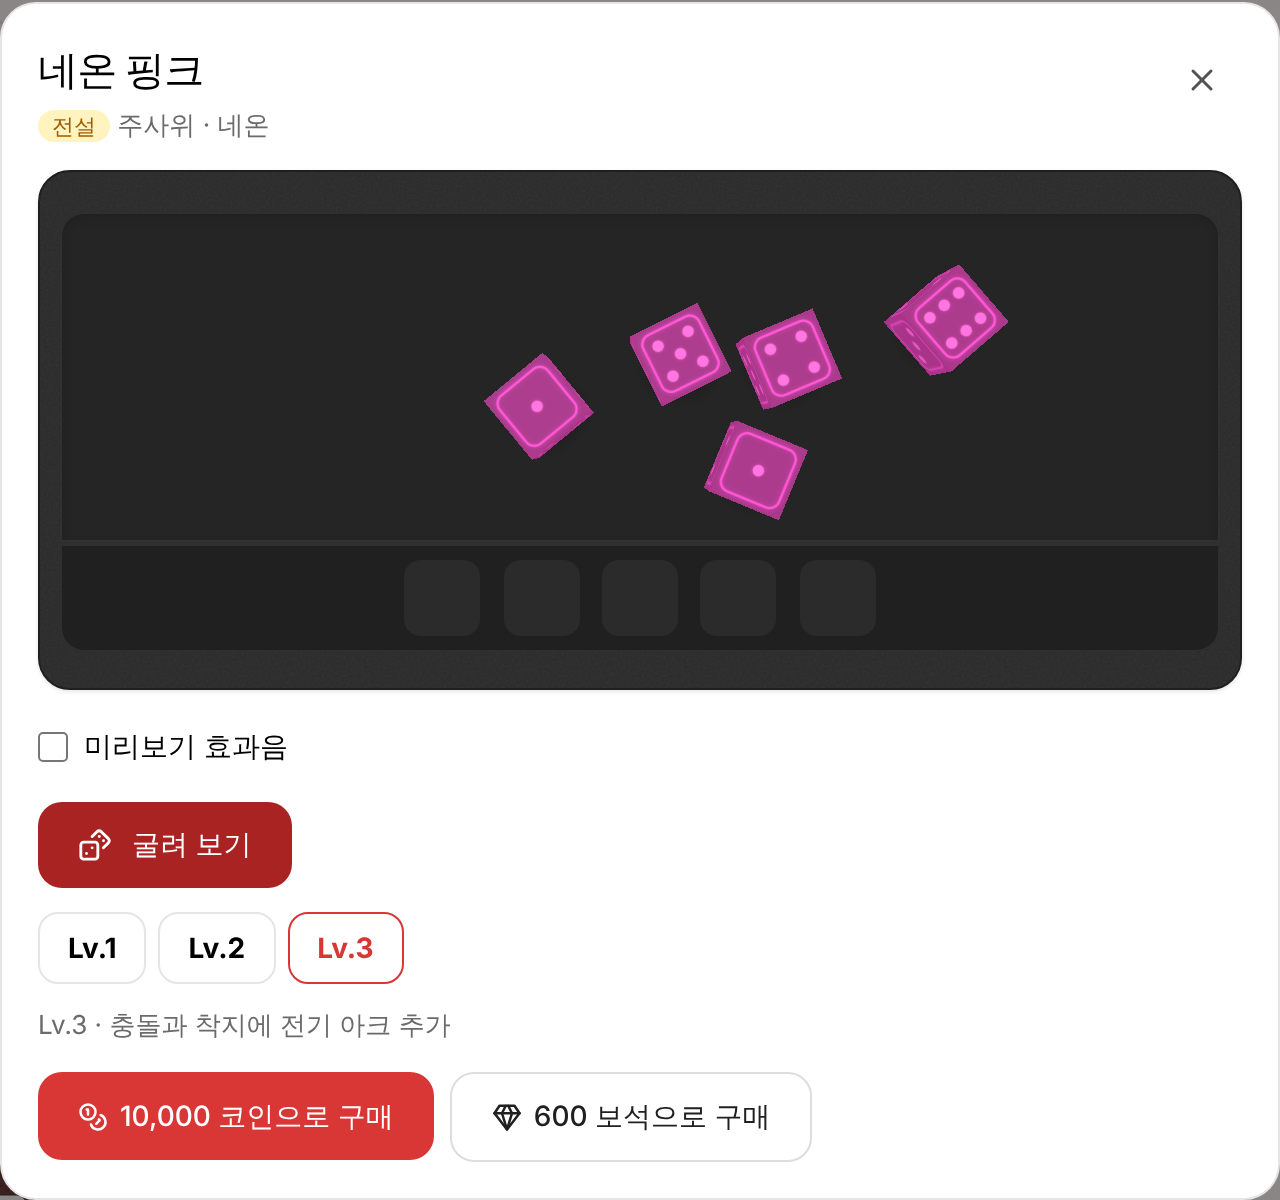 네온 핑크
전설 주사위 · 네온
미리보기 효과음
굴려 보기
Lv.1 Lv.2 Lv.3
Lv.3 · 충돌과 착지에 전기 아크 추가
10,000 코인으로 구매 600 보석으로 구매